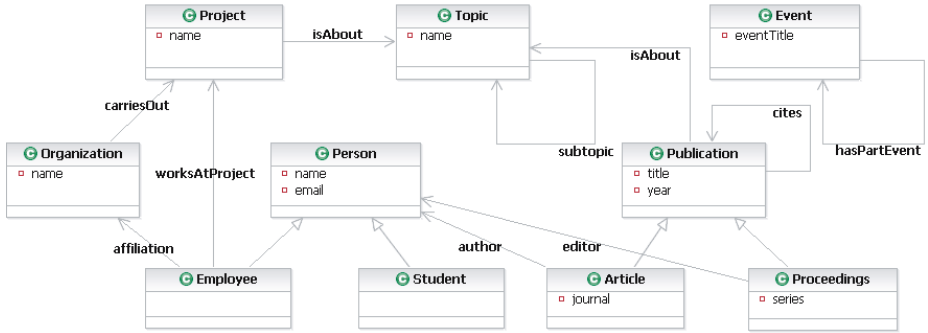 C Project
name
isAbout
C Topic
name
C Event
eventTitle
isAbout
carriesOut
cites
subtopic
hasPartEvent
C Organization
name
worksAtProject
C Person
name
email
C Publication
title
year
affiliation
author
editor
C Employee
C Student
C Article
journal
C Proceedings
series